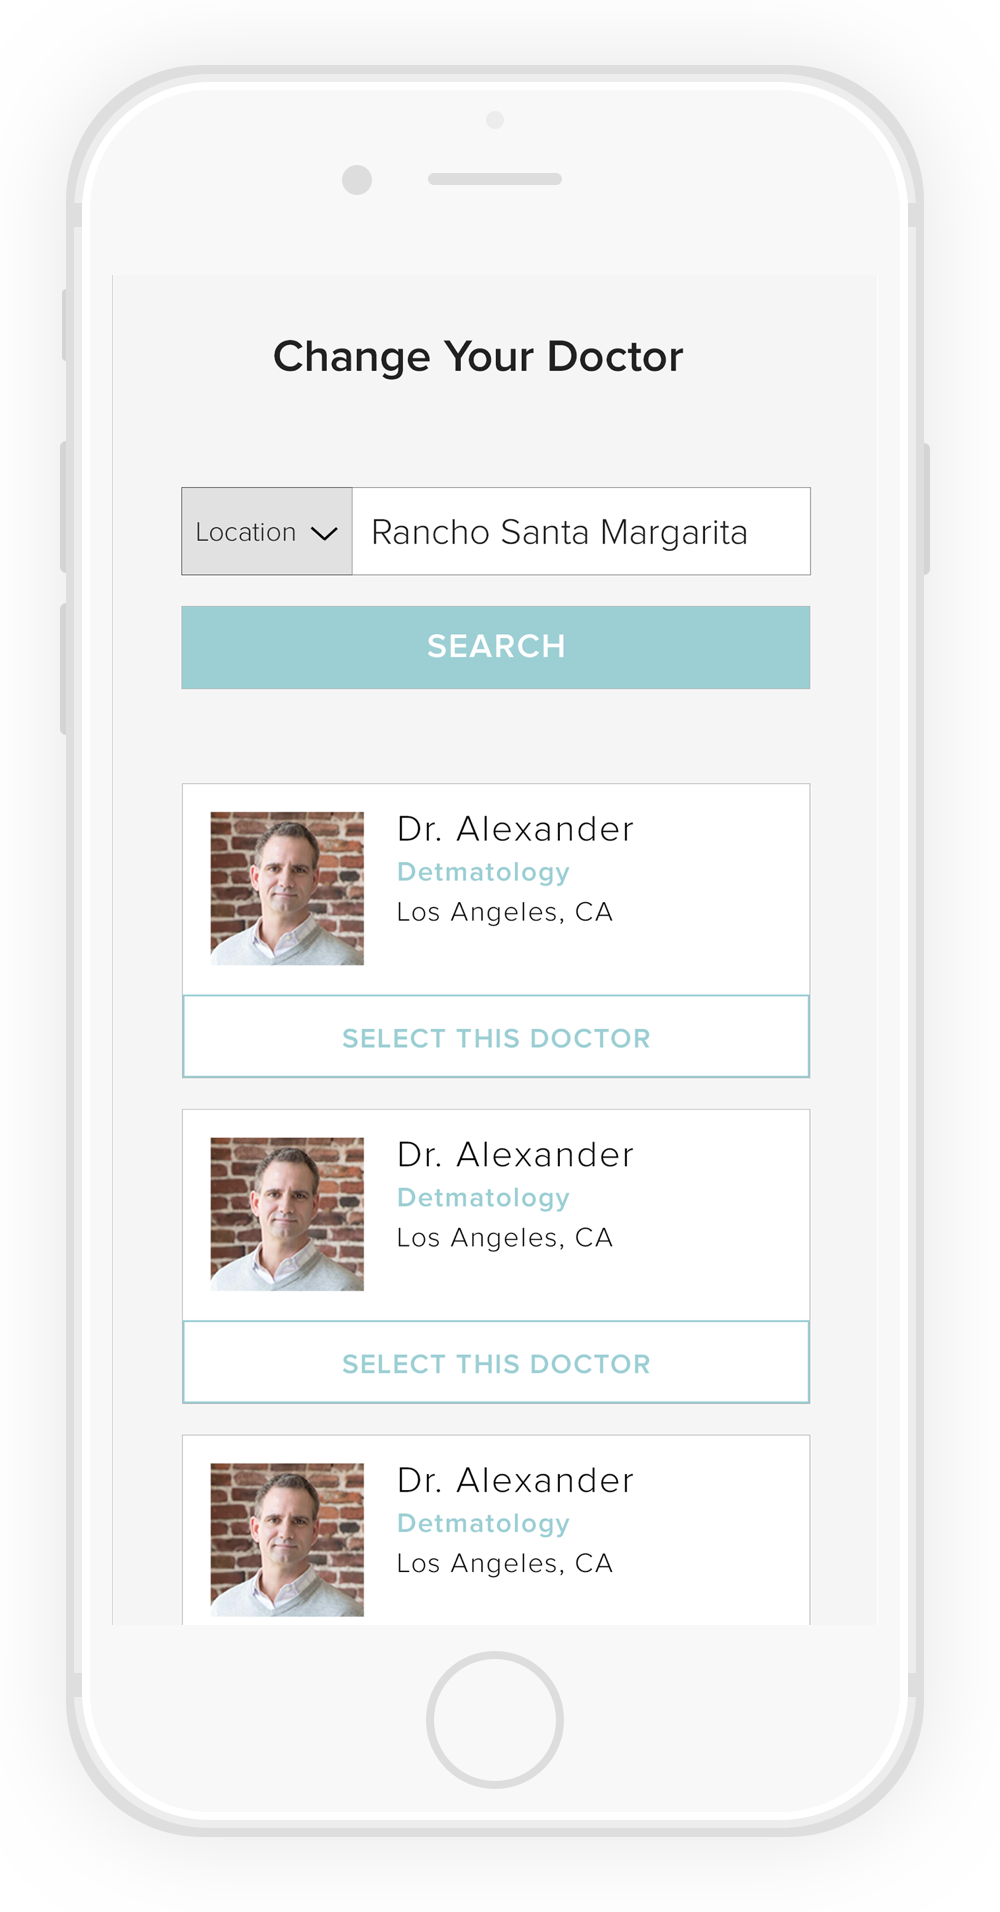 Change Your Doctor
Location
Rancho Santa Margarita
SEARCH
Dr. Alexander
Detmatology
Los Angeles, CA
SELECT THIS DOCTOR
Dr. Alexander
Detmatology
Los Angeles, CA
SELECT THIS DOCTOR
Dr. Alexander
Detmatology
Los Angeles, CA